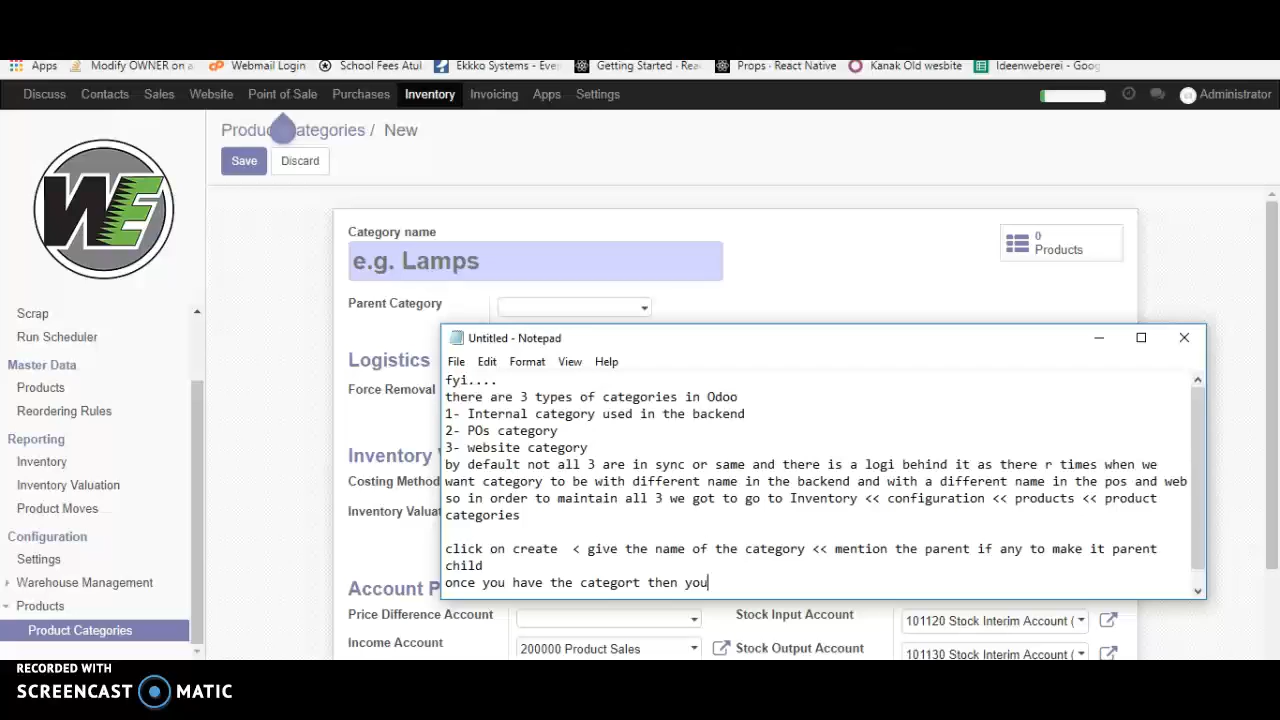 Apps Modify OWNER on a Webmail Login School Fees Atul Ekkko Systems - Eve Getting Started · Rea Props · React Native Kanak Old wesbite Ideenweberei - Goog
Discuss Contacts Sales Website Point of Sale Purchases Inventory Invoicing Apps Settings Administrator
Product Categories / New
Save Discard
WE
Category name
e.g. Lamps
0
Products
Parent Category
Scrap
Run Scheduler
Master Data
Products
Reordering Rules
Reporting
Inventory
Inventory Valuation
Product Moves
Configuration
Settings
Warehouse Management
Products
Product Categories
Logistics
Force Removal
Inventory
Costing Metho
Inventory Valuat
Account P
Price Difference Account
Income Account
200000 Product Sales
Stock Input Account
101120 Stock Interim Account (
Stock Output Account
101130 Stock Interim Account (
Untitled - Notepad
File Edit Format View Help
fyi....
there are 3 types of categories in Odoo
1- Internal category used in the backend
2- POs category
3- website category
by default not all 3 are in sync or same and there is a logi behind it as there r times when we
want category to be with different name in the backend and with a different name in the pos and web
so in order to maintain all 3 we got to go to Inventory << configuration << products << product
categories
click on create < give the name of the category << mention the parent if any to make it parent
child
once you have the categort then you
RECORDED WITH
SCREENCAST MATIC